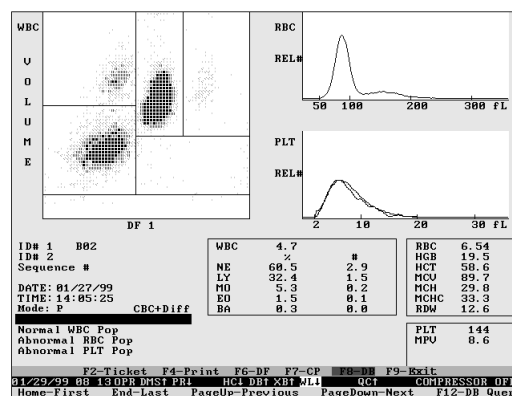 WBC
VOLUME
DF 1
RBC
REL#
50 100 200 300 fL
PLT
REL#
2 10 20 30 fL
ID# 1 B02
ID# 2
Sequence #
DATE: 01/27/99
TIME: 14:05:25
Mode: P CBC+Diff
Normal WBC Pop
Abnormal RBC Pop
Abnormal PLT Pop
WBC 4.7
% #
NE 60.5 2.9
LY 32.4 1.5
MO 5.3 0.2
EO 1.5 0.1
BA 0.3 0.0
RBC 6.54
HGB 19.5
HCT 58.6
MCV 89.7
MCH 29.8
MCHC 33.3
RDW 12.6
PLT 144
MPV 8.6
F2-Ticket F4-Print F6-DF F7-CP F8-DB F9-Exit
01/29/99 08 13 OPR DMS↑ PR↓ HC↓ DB↑ XB↑ WL↓ QC↑ COMPRESSOR OFF
Home-First End-Last PageUp-Previous PageDown-Next F12-DB Quer